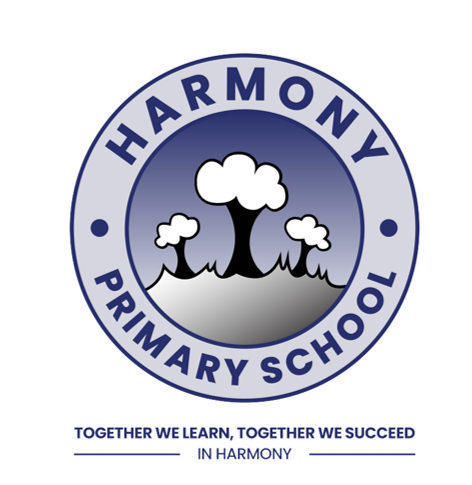 HARMONY
PRIMARY SCHOOL
TOGETHER WE LEARN, TOGETHER WE SUCCEED
IN HARMONY